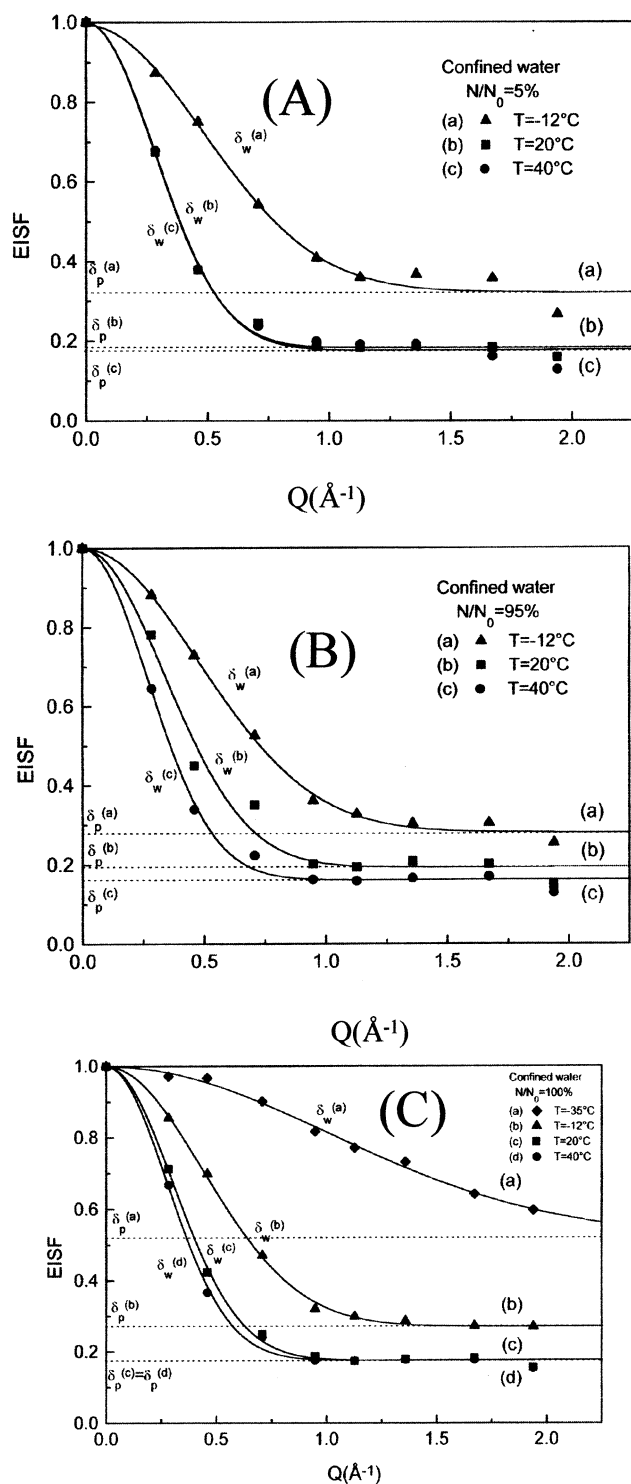 1.0
0.8
0.6
0.4
0.2
0.0
EISF
(A)
Confined water
N/N₀=5%
(a) ▲ T=-12°C
(b) ■ T=20°C
(c) ● T=40°C
δw(a)
δw(b)
δw(c)
δp(a)
δp(b)
δp(c)
(a)
(b)
(c)
0.0 0.5 1.0 1.5 2.0
Q(Å⁻¹)
1.0
0.8
0.6
0.4
0.2
0.0
EISF
(B)
Confined water
N/N₀=95%
(a) ▲ T=-12°C
(b) ■ T=20°C
(c) ● T=40°C
δw(a)
δw(b)
δw(c)
δp(a)
δp(b)
δp(c)
(a)
(b)
(c)
0.0 0.5 1.0 1.5 2.0
Q(Å⁻¹)
1.0
0.8
0.6
0.4
0.2
0.0
EISF
(C)
Confined water
N/N₀=100%
(a) ◆ T=-35°C
(b) ▲ T=-12°C
(c) ■ T=20°C
(d) ● T=40°C
δw(a)
δw(b)
δw(c)
δw(d)
δp(a)
δp(b)
δp(c)=δp(d)
(a)
(b)
(c)
(d)
0.0 0.5 1.0 1.5 2.0
Q(Å⁻¹)